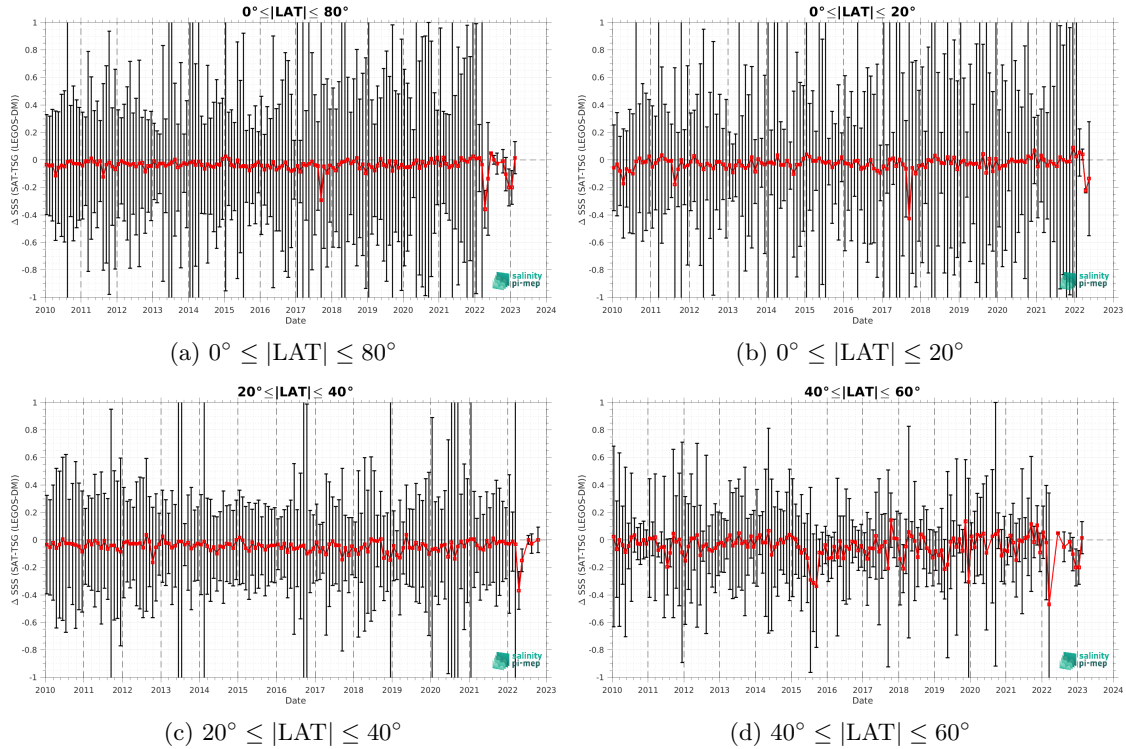 0°≤|LAT|≤ 80°
Δ SSS (SAT-TSG (LEGOS-DM))
1
0.8
0.6
0.4
0.2
0
-0.2
-0.4
-0.6
-0.8
-1
2010 2011 2012 2013 2014 2015 2016 2017 2018 2019 2020 2021 2022 2023 2024
Date
salinity
pi-mep
(a) 0° ≤ |LAT| ≤ 80°
0°≤|LAT|≤ 20°
Δ SSS (SAT-TSG (LEGOS-DM))
1
0.8
0.6
0.4
0.2
0
-0.2
-0.4
-0.6
-0.8
-1
2010 2011 2012 2013 2014 2015 2016 2017 2018 2019 2020 2021 2022 2023
Date
salinity
pi-mep
(b) 0° ≤ |LAT| ≤ 20°
20°≤|LAT|≤ 40°
Δ SSS (SAT-TSG (LEGOS-DM))
1
0.8
0.6
0.4
0.2
0
-0.2
-0.4
-0.6
-0.8
-1
2010 2011 2012 2013 2014 2015 2016 2017 2018 2019 2020 2021 2022 2023
Date
salinity
pi-mep
(c) 20° ≤ |LAT| ≤ 40°
40°≤|LAT|≤ 60°
Δ SSS (SAT-TSG (LEGOS-DM))
1
0.8
0.6
0.4
0.2
0
-0.2
-0.4
-0.6
-0.8
-1
2010 2011 2012 2013 2014 2015 2016 2017 2018 2019 2020 2021 2022 2023 2024
Date
salinity
pi-mep
(d) 40° ≤ |LAT| ≤ 60°